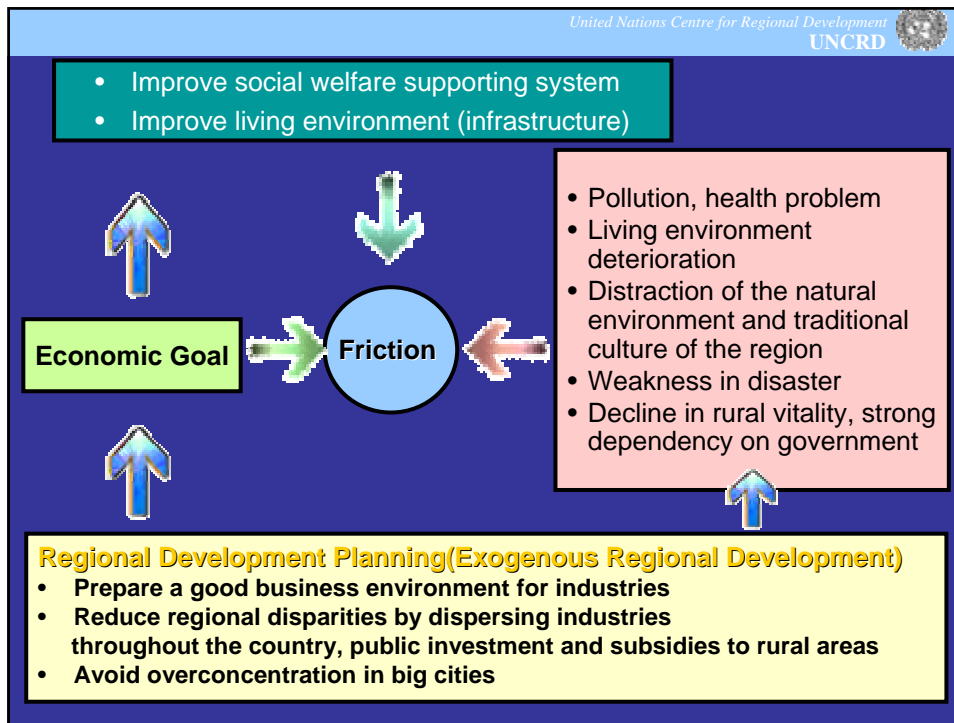 United Nations Centre for Regional Development
UNCRD
• Improve social welfare supporting system
• Improve living environment (infrastructure)
• Pollution, health problem
• Living environment
deterioration
• Distraction of the natural
environment and traditional
culture of the region
• Weakness in disaster
• Decline in rural vitality, strong
dependency on government
Economic Goal
Friction
Regional Development Planning(Exogenous Regional Development)
• Prepare a good business environment for industries
• Reduce regional disparities by dispersing industries
throughout the country, public investment and subsidies to rural areas
• Avoid overconcentration in big cities